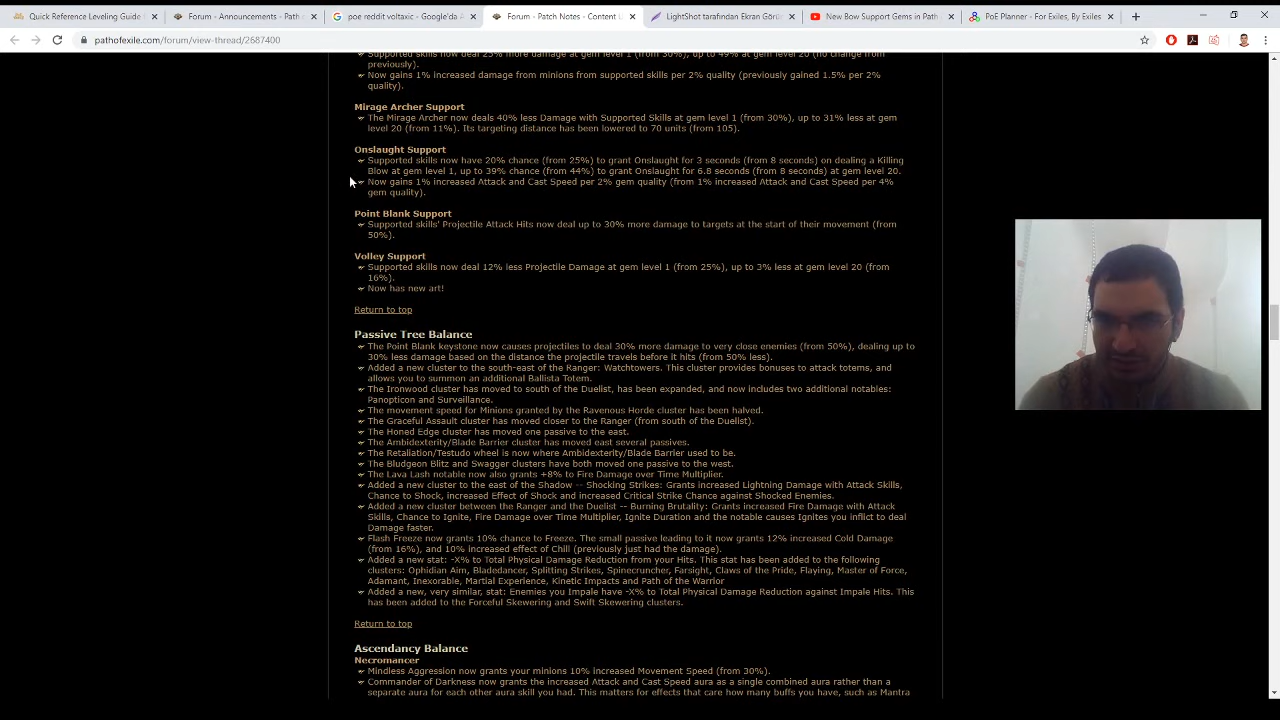 Quick Reference Leveling Guide
Forum - Announcements - Path
poe reddit voltaxic - Google'da A
Forum - Patch Notes - Content U
LightShot tarafından Ekran Görü
New Bow Support Gems in Path
PoE Planner - For Exiles, By Exiles
pathofexile.com/forum/view-thread/2687400
Supported skills now deal 25% more damage at gem level 1 (from 30%), up to 49% at gem level 20 (no change from
previously).
Now gains 1% increased damage from minions from supported skills per 2% quality (previously gained 1.5% per 2%
quality).
Mirage Archer Support
The Mirage Archer now deals 40% less Damage with Supported Skills at gem level 1 (from 30%), up to 31% less at gem
level 20 (from 11%). Its targeting distance has been lowered to 70 units (from 105).
Onslaught Support
Supported skills now have 20% chance (from 25%) to grant Onslaught for 3 seconds (from 8 seconds) on dealing a Killing
Blow at gem level 1, up to 39% chance (from 44%) to grant Onslaught for 6.8 seconds (from 8 seconds) at gem level 20.
Now gains 1% increased Attack and Cast Speed per 2% gem quality (from 1% increased Attack and Cast Speed per 4%
gem quality).
Point Blank Support
Supported skills' Projectile Attack Hits now deal up to 30% more damage to targets at the start of their movement (from
50%).
Volley Support
Supported skills now deal 12% less Projectile Damage at gem level 1 (from 25%), up to 3% less at gem level 20 (from
16%).
Now has new art!
Return to top
Passive Tree Balance
The Point Blank keystone now causes projectiles to deal 30% more damage to very close enemies (from 50%), dealing up to
30% less damage based on the distance the projectile travels before it hits (from 50% less).
Added a new cluster to the south-east of the Ranger: Watchtowers. This cluster provides bonuses to attack totems, and
allows you to summon an additional Ballista Totem.
The Ironwood cluster has moved to south of the Duelist, has been expanded, and now includes two additional notables:
Panopticon and Surveillance.
The movement speed for Minions granted by the Ravenous Horde cluster has been halved.
The Graceful Assault cluster has moved closer to the Ranger (from south of the Duelist).
The Honed Edge cluster has moved one passive to the east.
The Ambidexterity/Blade Barrier cluster has moved east several passives.
The Retaliation/Testudo wheel is now where Ambidexterity/Blade Barrier used to be.
The Bludgeon Blitz and Swagger clusters have both moved one passive to the west.
The Lava Lash notable now also grants +8% to Fire Damage over Time Multiplier.
Added a new cluster to the east of the Shadow -- Shocking Strikes: Grants increased Lightning Damage with Attack Skills,
Chance to Shock, increased Effect of Shock and increased Critical Strike Chance against Shocked Enemies.
Added a new cluster between the Ranger and the Duelist -- Burning Brutality: Grants increased Fire Damage with Attack
Skills, Chance to Ignite, Fire Damage over Time Multiplier, Ignite Duration and the notable causes Ignites you inflict to deal
Damage faster.
Flash Freeze now grants 10% chance to Freeze. The small passive leading to it now grants 12% increased Cold Damage
(from 16%), and 10% increased effect of Chill (previously just had the damage).
Added a new stat: -X% to Total Physical Damage Reduction from your Hits. This stat has been added to the following
clusters: Ophidian Aim, Bladedancer, Splitting Strikes, Spinecruncher, Farsight, Claws of the Pride, Flaying, Master of Force,
Adamant, Inexorable, Martial Experience, Kinetic Impacts and Path of the Warrior
Added a new, very similar, stat: Enemies you Impale have -X% to Total Physical Damage Reduction against Impale Hits. This
has been added to the Forceful Skewering and Swift Skewering clusters.
Return to top
Ascendancy Balance
Necromancer
Mindless Aggression now grants your minions 10% increased Movement Speed (from 30%).
Commander of Darkness now grants the increased Attack and Cast Speed aura as a single combined aura rather than a
separate aura for each other aura skill you had. This matters for effects that care how many buffs you have, such as Mantra